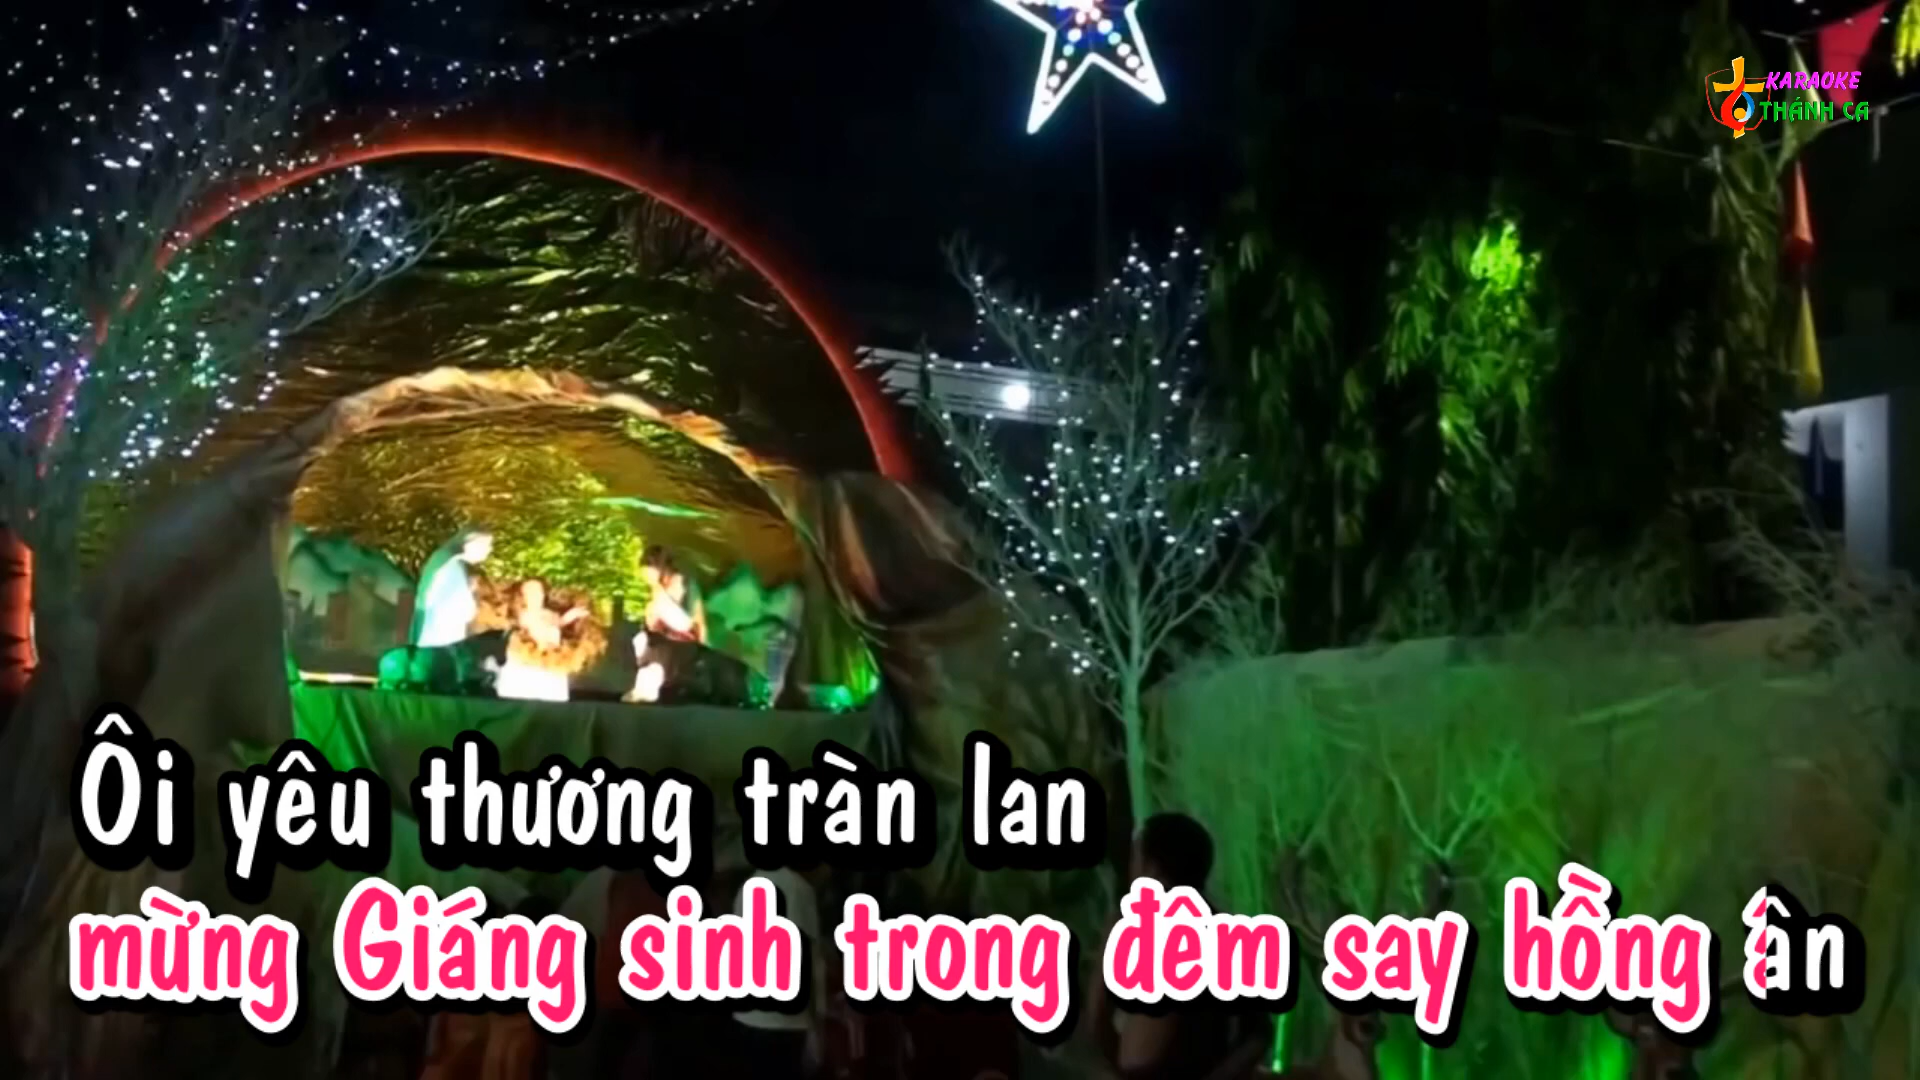 KARAOKE
THÁNH CA
Ôi yêu thương tràn lan
mừng Giáng sinh trong đêm say hồng ân